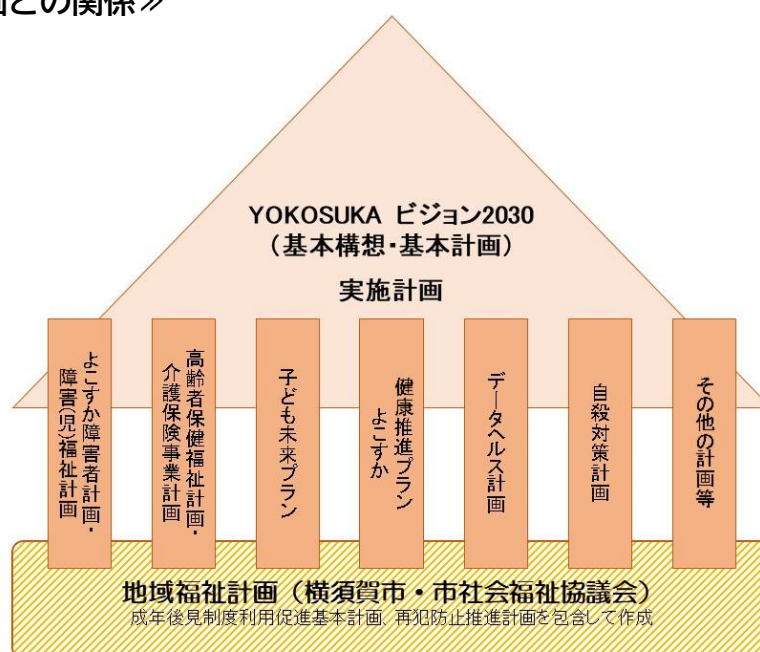 との関係≫
YOKOSUKA ビジョン2030
（基本構想・基本計画）
実施計画
よこすか障害者計画・
障害(児)福祉計画
高齢者保健福祉計画・
介護保険事業計画
子ども未来プラン
健康推進プラン
よこすか
データヘルス計画
自殺対策計画
その他の計画等
地域福祉計画（横須賀市・市社会福祉協議会）
成年後見制度利用促進基本計画、再犯防止推進計画を包含して作成